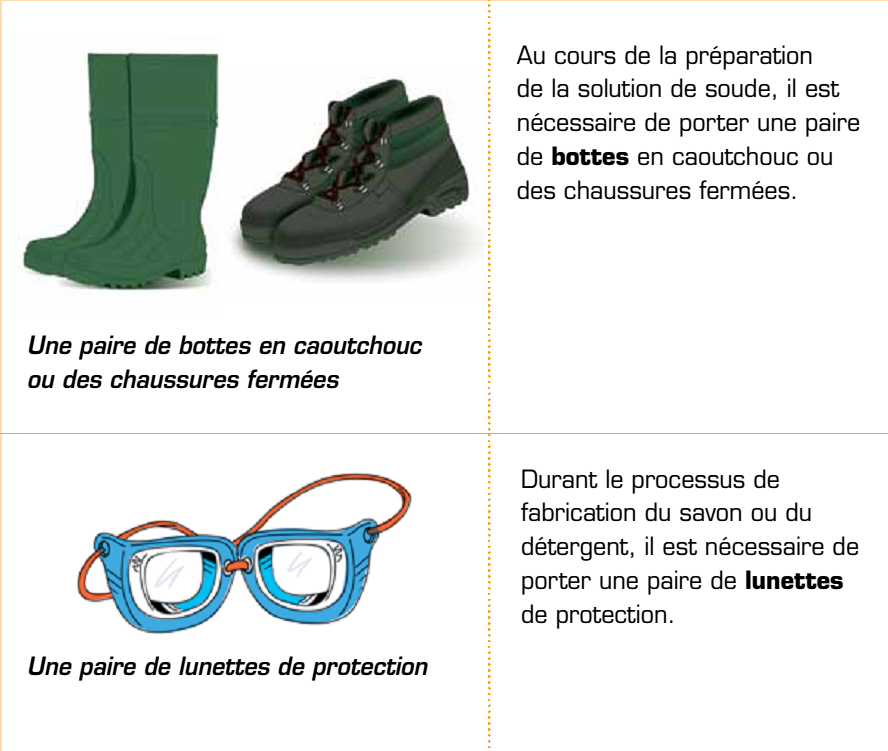 Au cours de la préparation
de la solution de soude, il est
nécessaire de porter une paire
de bottes en caoutchouc ou
des chaussures fermées.
Une paire de bottes en caoutchouc
ou des chaussures fermées
Durant le processus de
fabrication du savon ou du
détergent, il est nécessaire de
porter une paire de lunettes
de protection.
Une paire de lunettes de protection